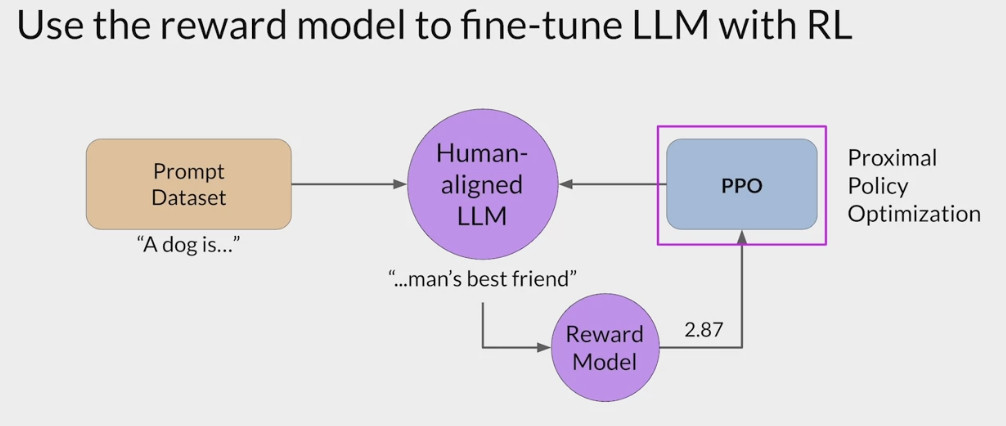 Use the reward model to fine-tune LLM with RL
Prompt
Dataset
“A dog is...”
Human-
aligned
LLM
“...man’s best friend”
Reward
Model
2.87
PPO
Proximal
Policy
Optimization